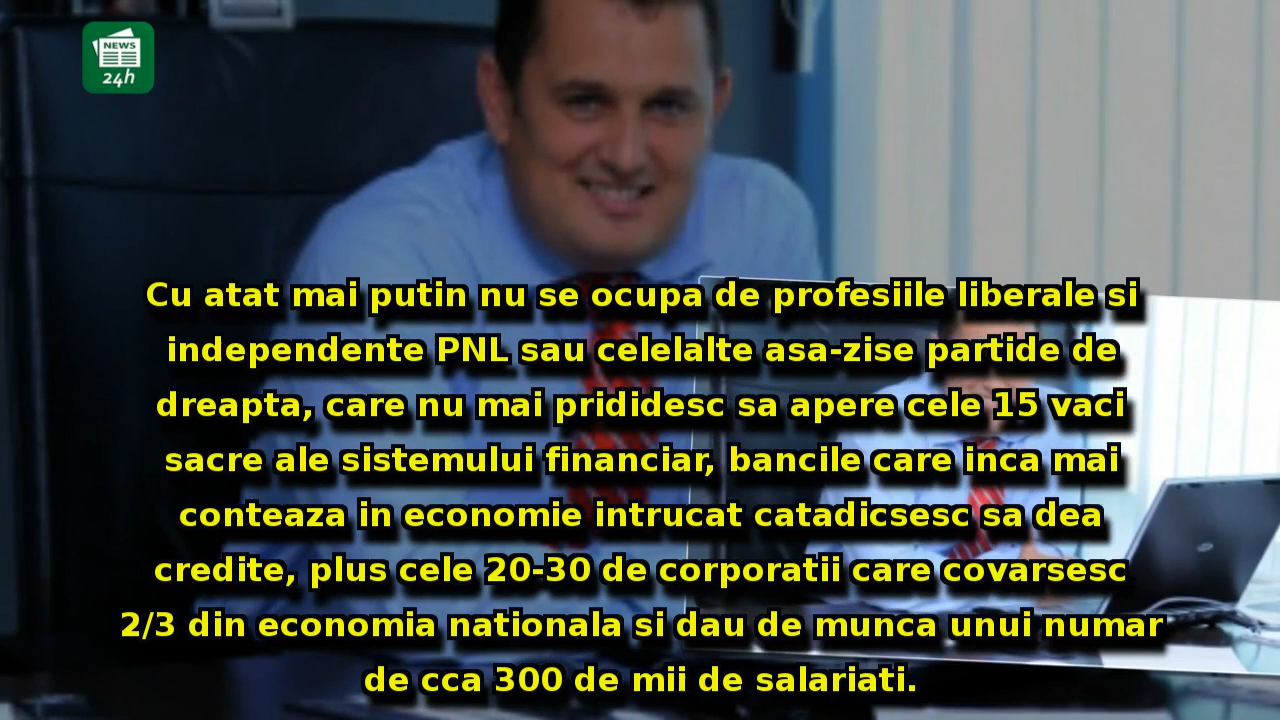 NEWS
24h
Cu atat mai putin nu se ocupa de profesiile liberale si
independente PNL sau celelalte asa-zise partide de
dreapta, care nu mai prididesc sa apere cele 15 vaci
sacre ale sistemului financiar, bancile care inca mai
conteaza in economie intrucat catadicsesc sa dea
credite, plus cele 20-30 de corporatii care covarsesc
2/3 din economia nationala si dau de munca unui numar
de cca 300 de mii de salariati.